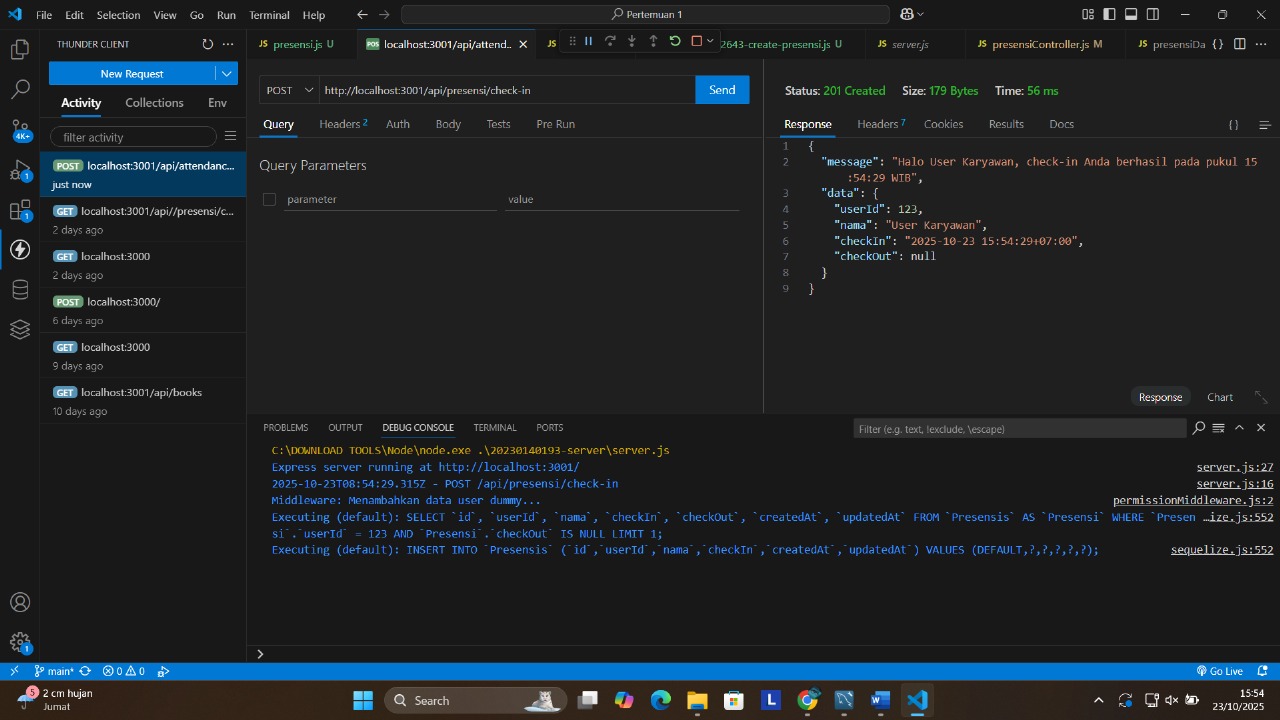 File Edit Selection View Go Run Terminal Help
Pertemuan 1
THUNDER CLIENT
New Request
Activity Collections Env
filter activity
POST localhost:3001/api/attendanc...
just now
GET localhost:3001/api//presensi/c...
2 days ago
GET localhost:3000
2 days ago
POST localhost:3000/
6 days ago
GET localhost:3000
9 days ago
GET localhost:3001/api/books
10 days ago
4K+
1
1
1
JS presensi.js U
POST localhost:3001/api/attend..
JS
2643-create-presensi.js U
JS server.js
JS presensiController.js M
JS presensiDa
POST http://localhost:3001/api/presensi/check-in Send
Query Headers 2 Auth Body Tests Pre Run
Query Parameters
parameter value
Status: 201 Created Size: 179 Bytes Time: 56 ms
Response Headers 7 Cookies Results Docs { }
1 {
2 "message": "Halo User Karyawan, check-in Anda berhasil pada pukul 15
:54:29 WIB",
3 "data": {
4 "userId": 123,
5 "nama": "User Karyawan",
6 "checkIn": "2025-10-23 15:54:29+07:00",
7 "checkOut": null
8 }
9 }
Response Chart
PROBLEMS OUTPUT DEBUG CONSOLE TERMINAL PORTS
Filter (e.g. text, !exclude, \escape)
C:\DOWNLOAD TOOLS\Node\node.exe .\20230140193-server\server.js
Express server running at http://localhost:3001/ server.js:27
2025-10-23T08:54:29.315Z - POST /api/presensi/check-in server.js:16
Middleware: Menambahkan data user dummy... permissionMiddleware.js:2
Executing (default): SELECT `id`, `userId`, `nama`, `checkIn`, `checkOut`, `createdAt`, `updatedAt` FROM `Presensis` AS `Presensi` WHERE `Presen …ize.js:552
si`.`userId` = 123 AND `Presensi`.`checkOut` IS NULL LIMIT 1;
Executing (default): INSERT INTO `Presensis` (`id`,`userId`,`nama`,`checkIn`,`createdAt`,`updatedAt`) VALUES (DEFAULT,?,?,?,?,?); sequelize.js:552
main* 0 0 Go Live
5 2 cm hujan
Jumat
Search
15:54
23/10/2025